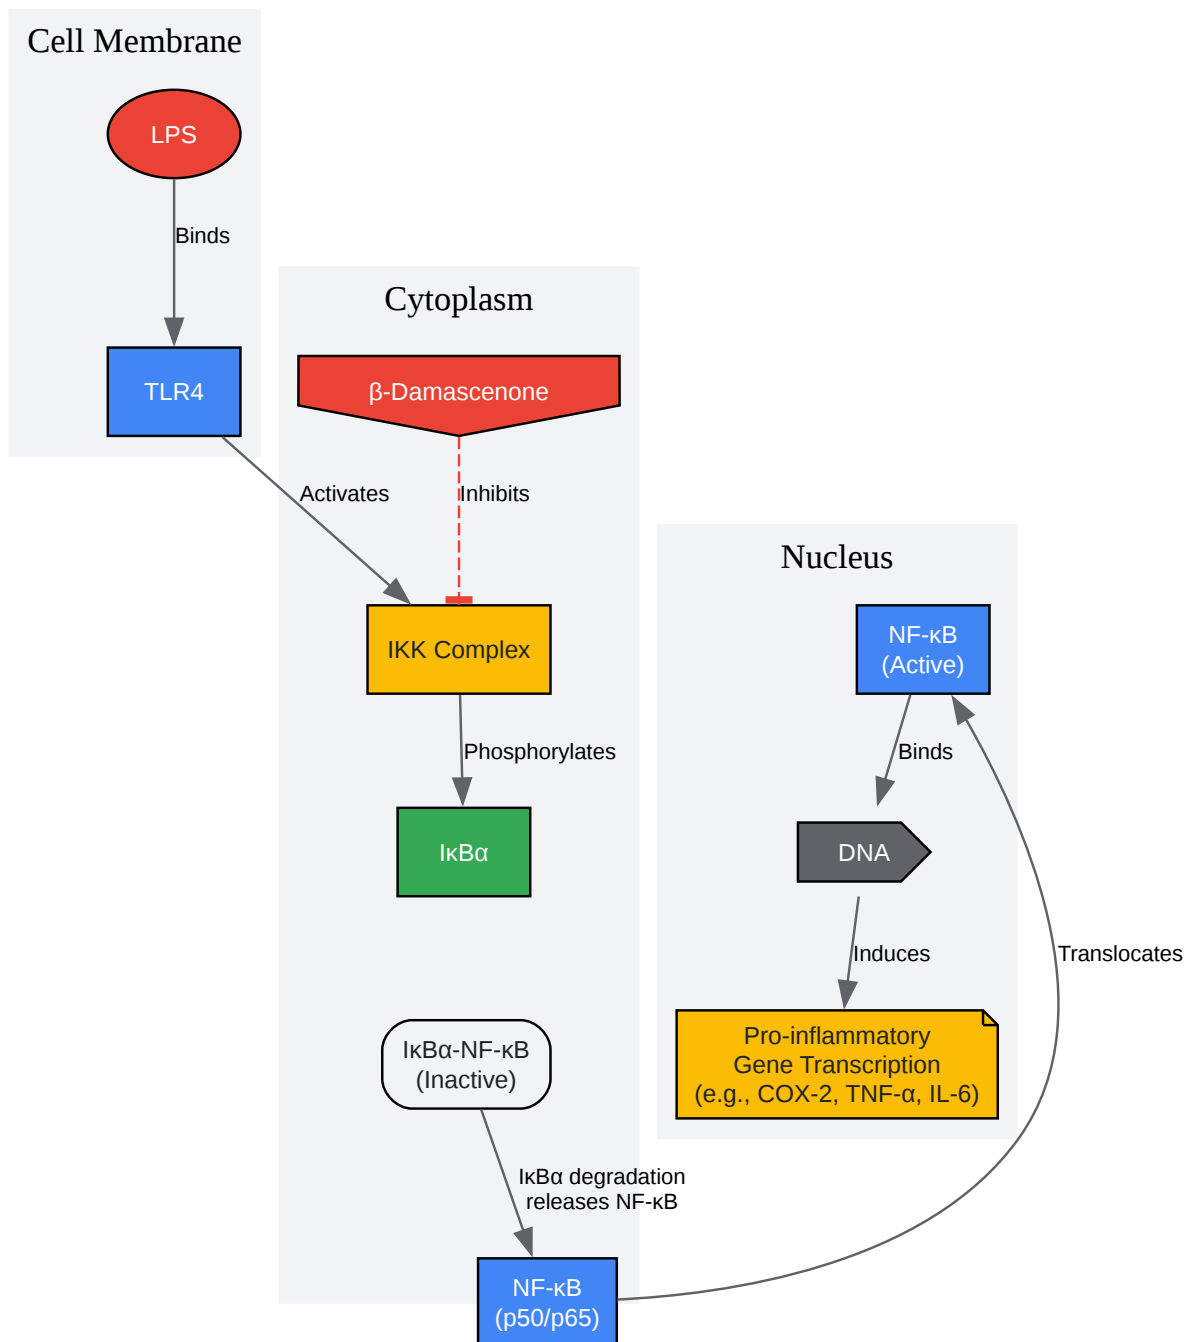 Cell Membrane
LPS
Binds
TLR4
Activates
Cytoplasm
β-Damascenone
Inhibits
IKK Complex
Phosphorylates
IκBα
IκBα-NF-κB
(Inactive)
IκBα degradation
releases NF-κB
NF-κB
(p50/p65)
Translocates
Nucleus
NF-κB
(Active)
Binds
DNA
Induces
Pro-inflammatory
Gene Transcription
(e.g., COX-2, TNF-α, IL-6)